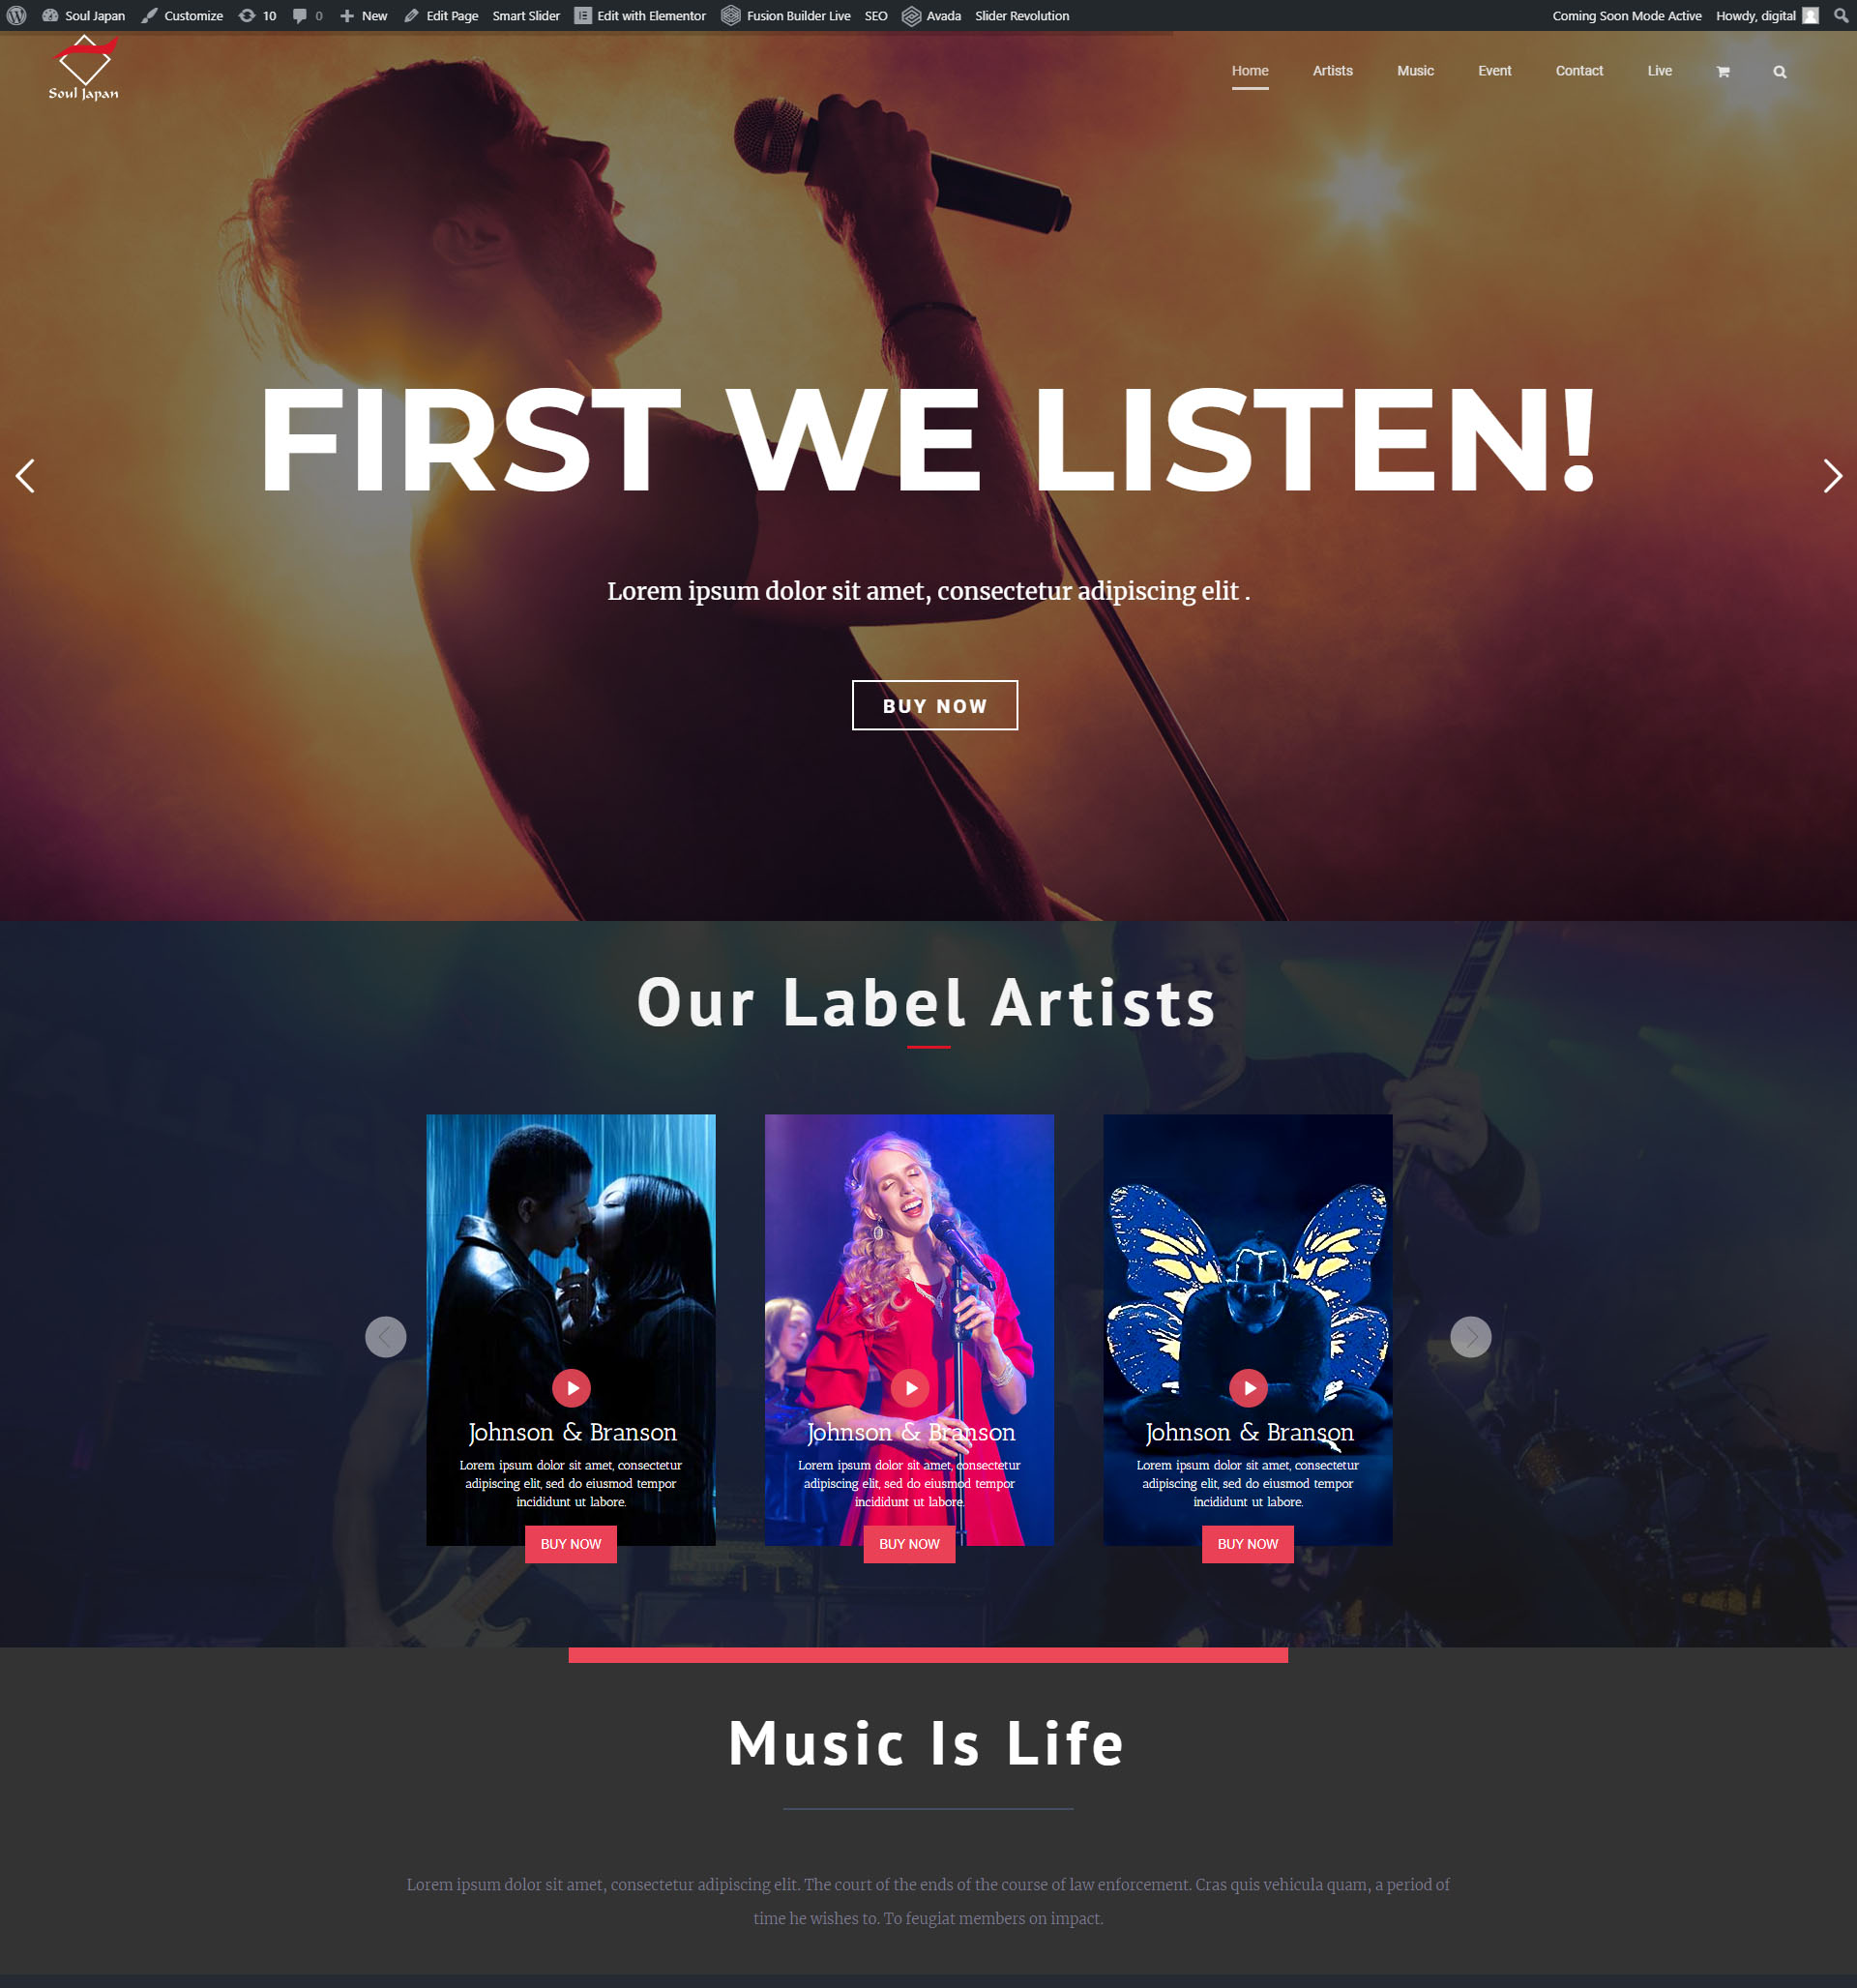 Soul Japan Customize 10 0 New Edit Page Smart Slider Edit with Elementor Fusion Builder Live SEO Avada Slider Revolution Coming Soon Mode Active Howdy, digital
Soul Japan
Home Artists Music Event Contact Live
FIRST WE LISTEN!
Lorem ipsum dolor sit amet, consectetur adipiscing elit .
BUY NOW
Our Label Artists
Johnson & Branson
Lorem ipsum dolor sit amet, consectetur
adipiscing elit, sed do eiusmod tempor
incididunt ut labore.
BUY NOW
Johnson & Branson
Lorem ipsum dolor sit amet, consectetur
adipiscing elit, sed do eiusmod tempor
incididunt ut labore.
BUY NOW
Johnson & Branson
Lorem ipsum dolor sit amet, consectetur
adipiscing elit, sed do eiusmod tempor
incididunt ut labore.
BUY NOW
Music Is Life
Lorem ipsum dolor sit amet, consectetur adipiscing elit. The court of the ends of the course of law enforcement. Cras quis vehicula quam, a period of
time he wishes to. To feugiat members on impact.